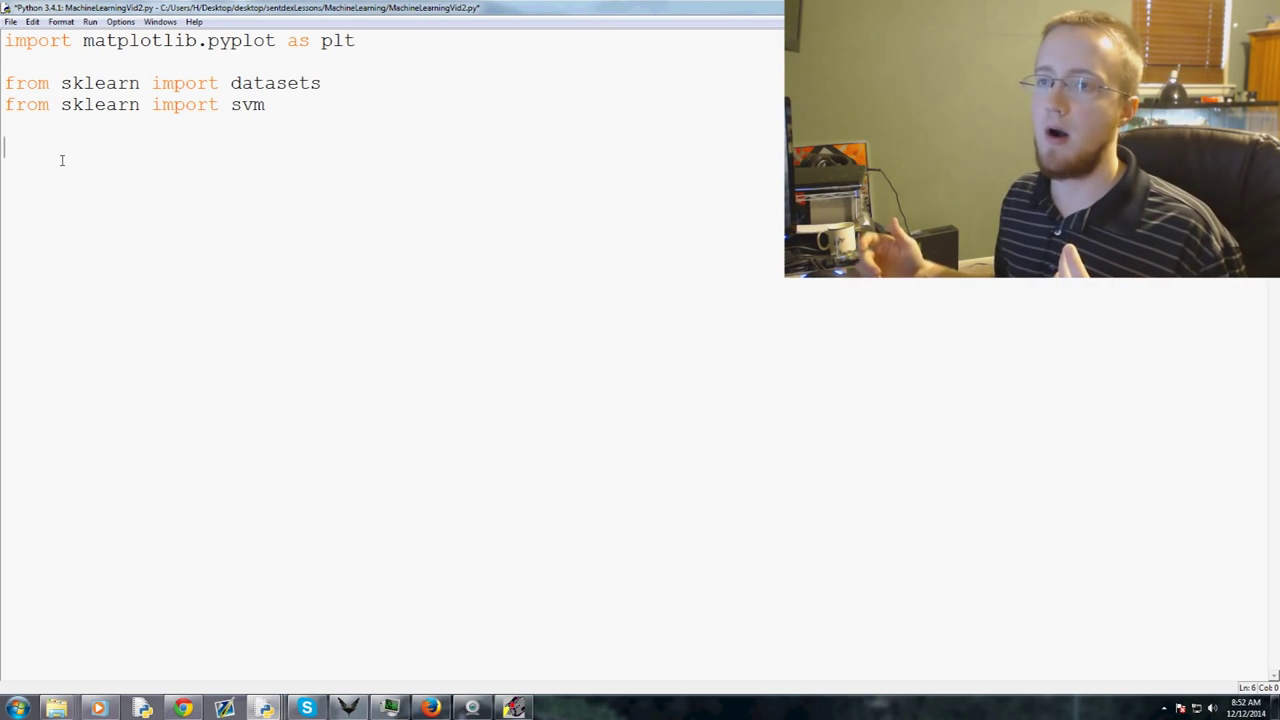 *Python 3.4.1: MachineLearningVid2.py - C:/Users/H/Desktop/desktop/sentdexLessons/MachineLearning/MachineLearningVid2.py*
File Edit Format Run Options Windows Help
import matplotlib.pyplot as plt
from sklearn import datasets
from sklearn import svm
Ln: 6 Col: 0
8:52 AM
12/12/2014